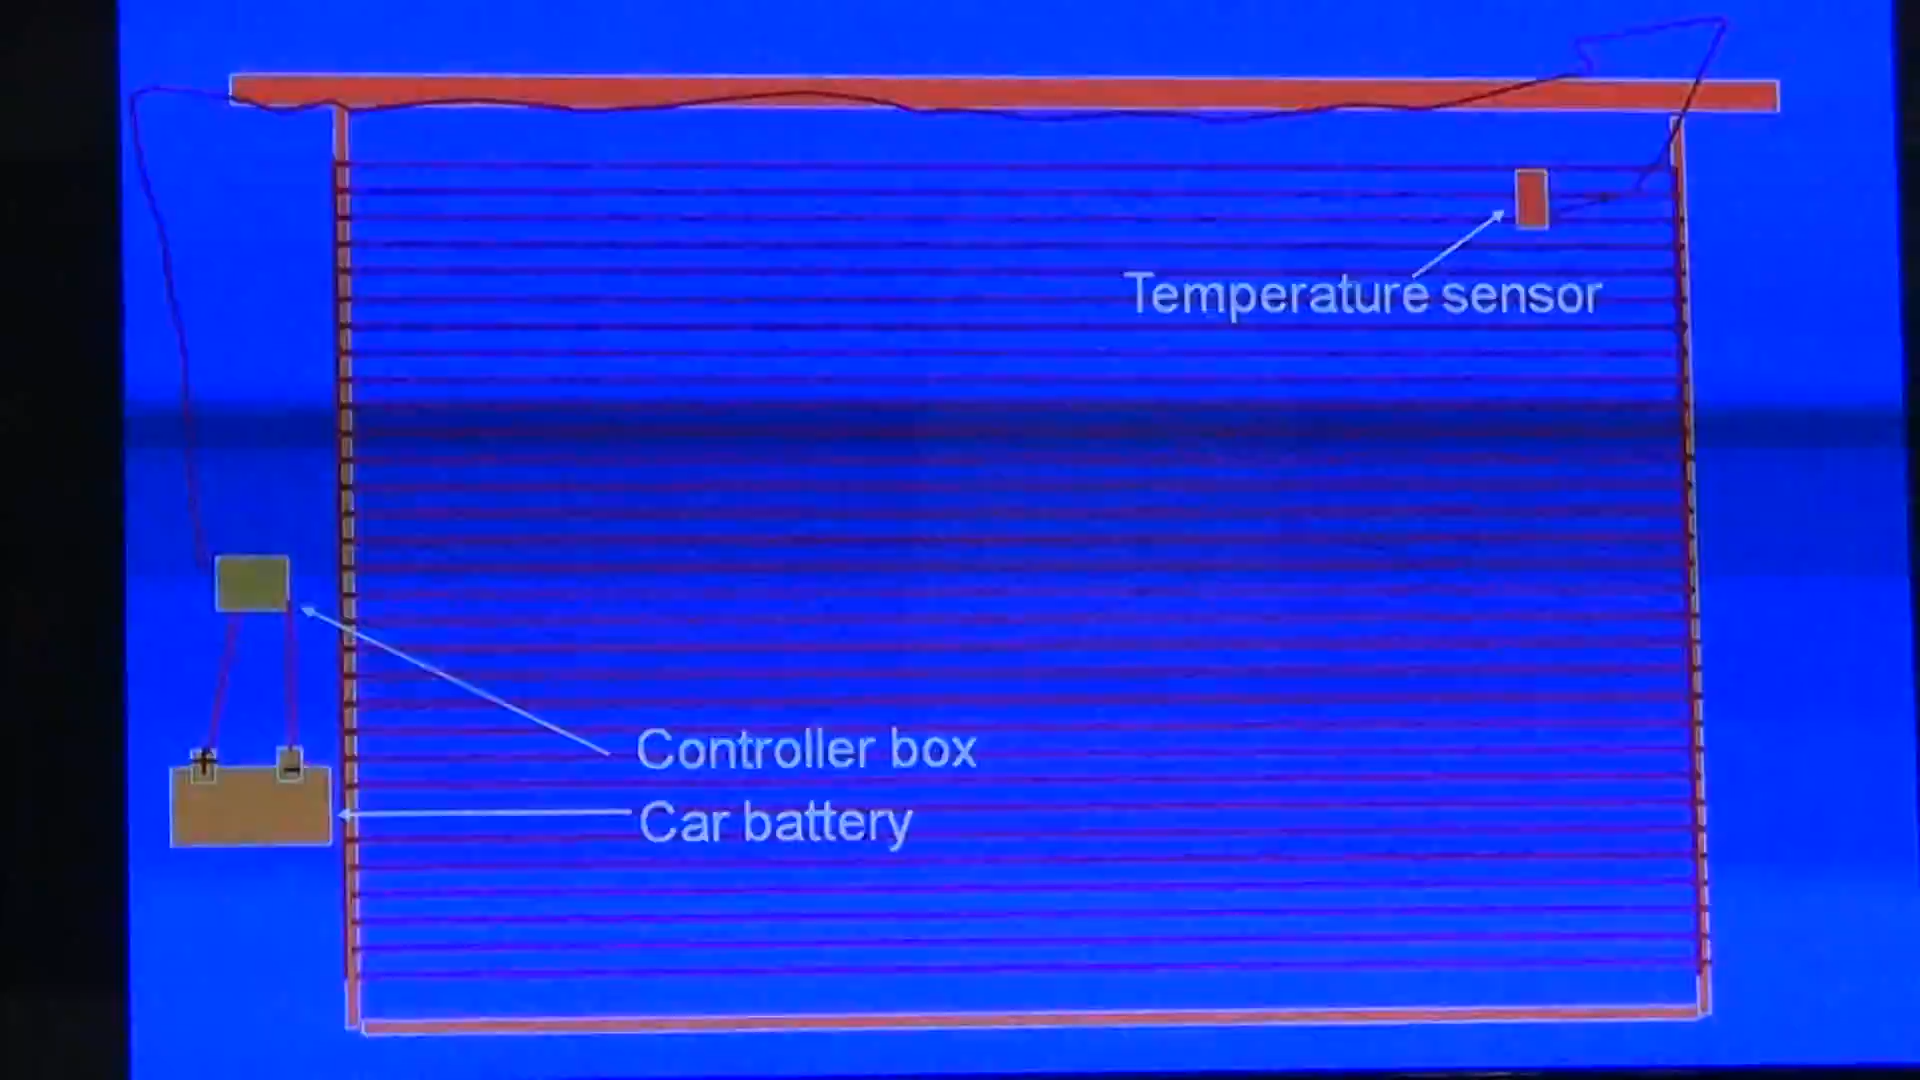 Temperature sensor
Controller box
Car battery
+
-